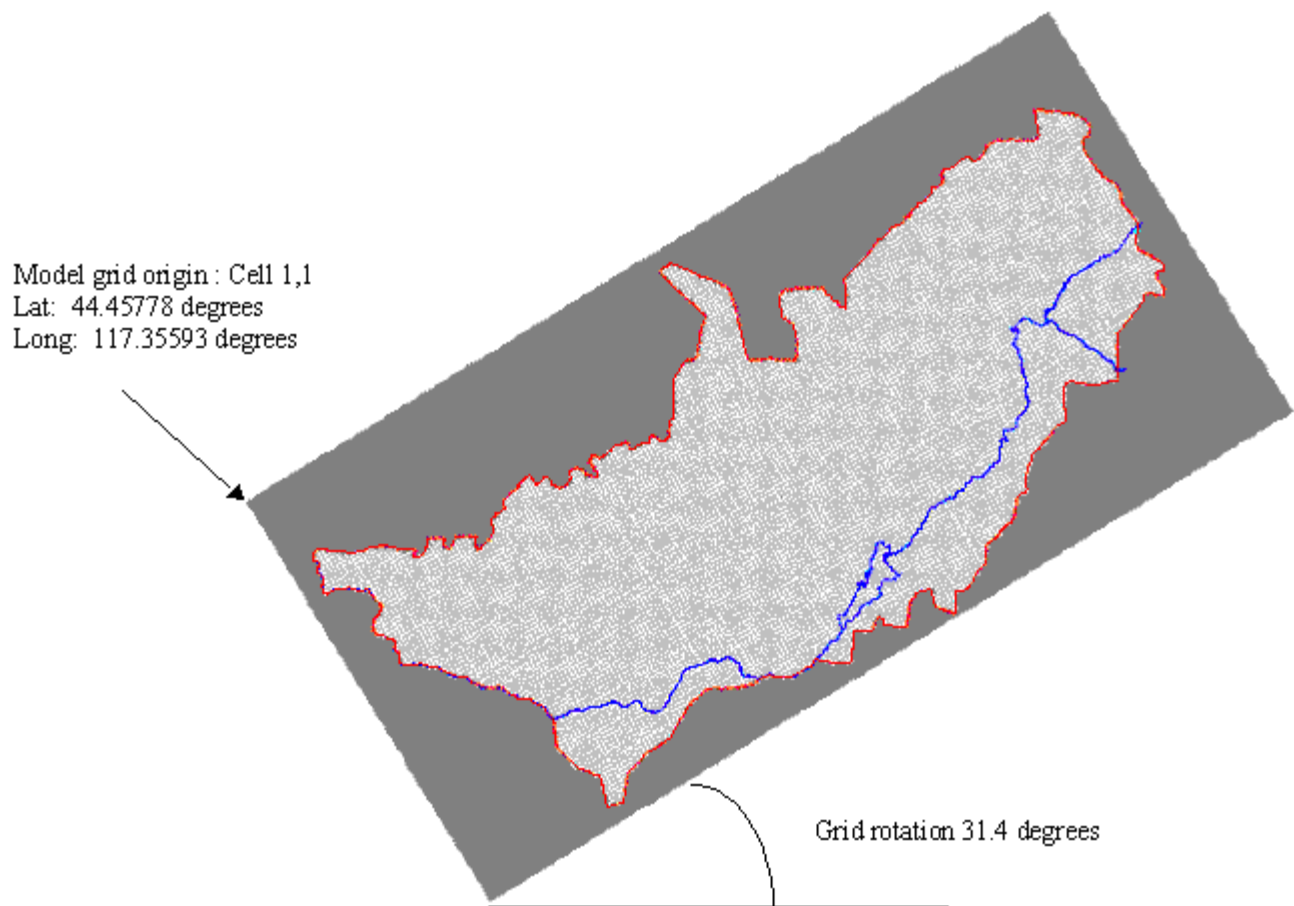 Model grid origin : Cell 1,1
Lat:  44.45778 degrees
Long:  117.35593 degrees
Grid rotation 31.4 degrees